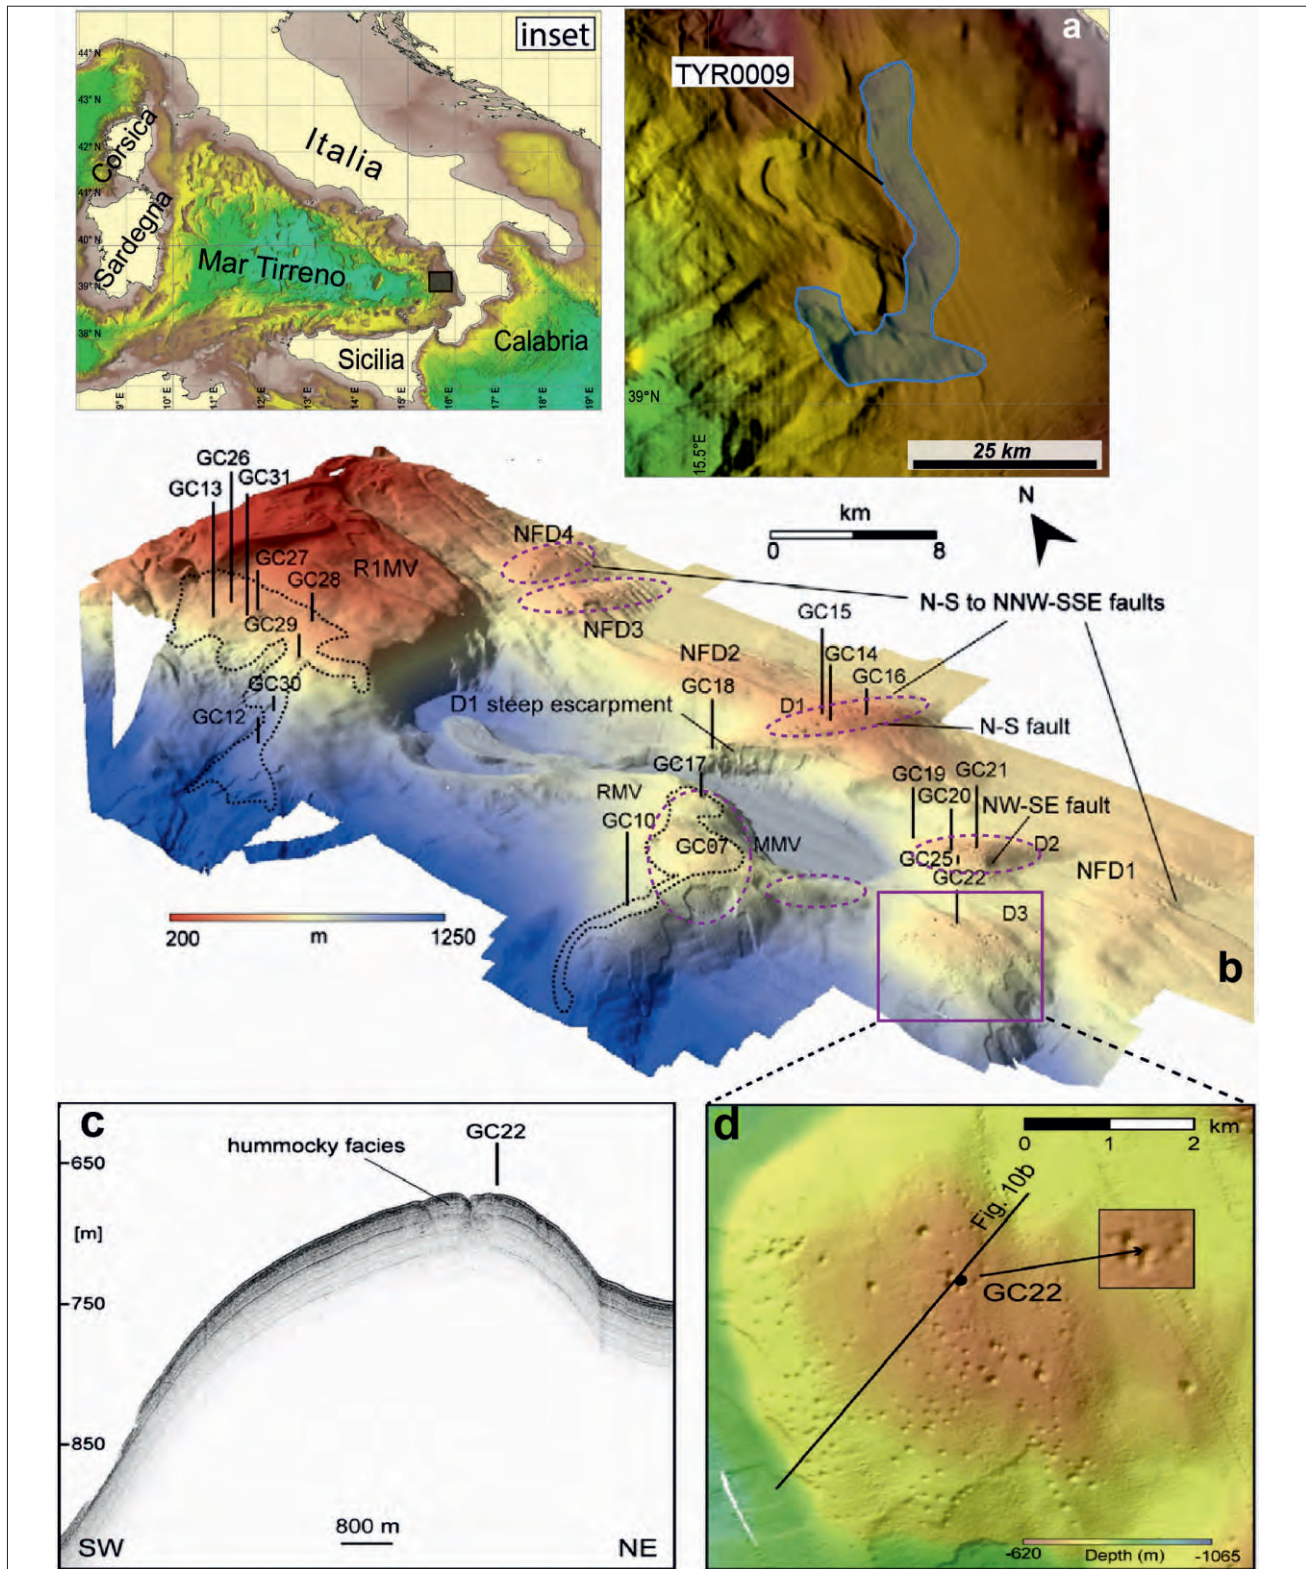 inset
44° N
43° N
42° N
41° N
40° N
39° N
38° N
Corsica
Sardegna
Italia
Mar Tirreno
Sicilia
Calabria
9° E
10° E
11° E
12° E
13° E
14° E
15° E
16° E
17° E
18° E
19° E
a
TYR0009
39°N
15.5°E
25 km
GC26
GC13
GC31
GC27
GC28
R1MV
GC29
GC30
GC12
NFD4
NFD3
km
0 8
N
N-S to NNW-SSE faults
GC15
GC14
GC16
NFD2
GC18
D1
D1 steep escarpment
N-S fault
GC17
RMV
GC10
GC07
MMV
GC19
GC21
GC20
NW-SE fault
GC25
D2
GC22
NFD1
D3
200 m 1250
b
c
GC22
hummocky facies
650
[m]
750
850
800 m
SW NE
d
0 1 2 km
Fig. 10b
GC22
-620 Depth (m) -1065